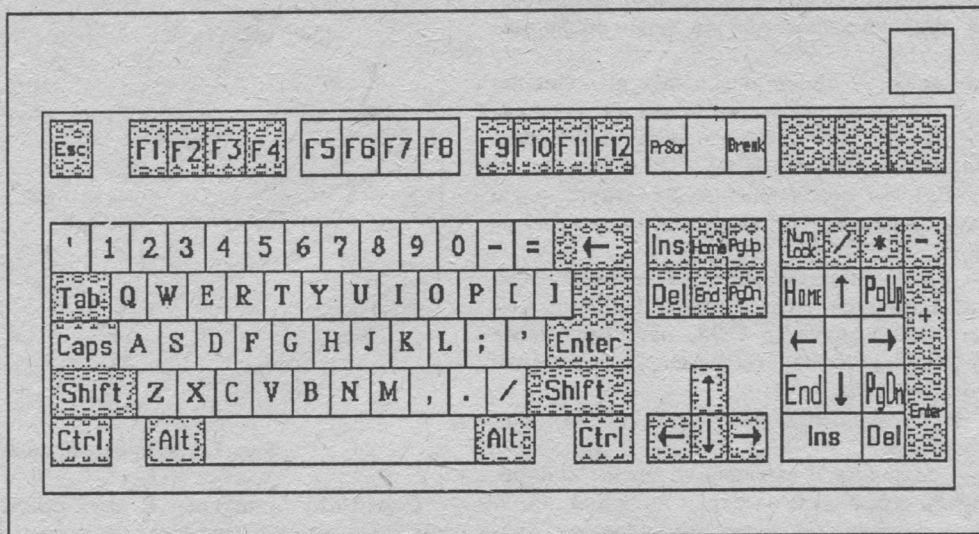 Esc F1 F2 F3 F4 F5 F6 F7 F8 F9 F10 F11 F12 PrScr Break
' 1 2 3 4 5 6 7 8 9 0 - = ← Ins Home PgUp Num Lock / * -
Tab Q W E R T Y U I O P [ ] Del End PgDn Home ↑ PgUp +
Caps A S D F G H J K L ; ' Enter ← →
Shift Z X C V B N M , . / Shift ↑ End ↓ PgDn Enter
Ctrl Alt Alt Ctrl ← ↓ → Ins Del